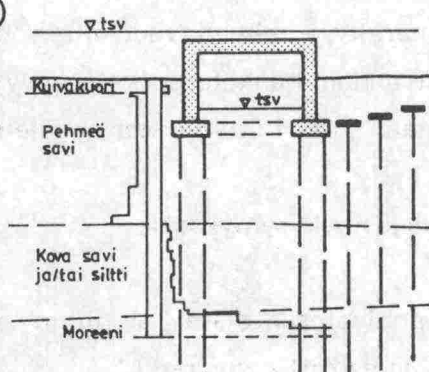 )
▽ tsv
Kuivakuori
▽ tsv
Pehmeä
savi
Kova savi
ja/tai siltti
Moreeni